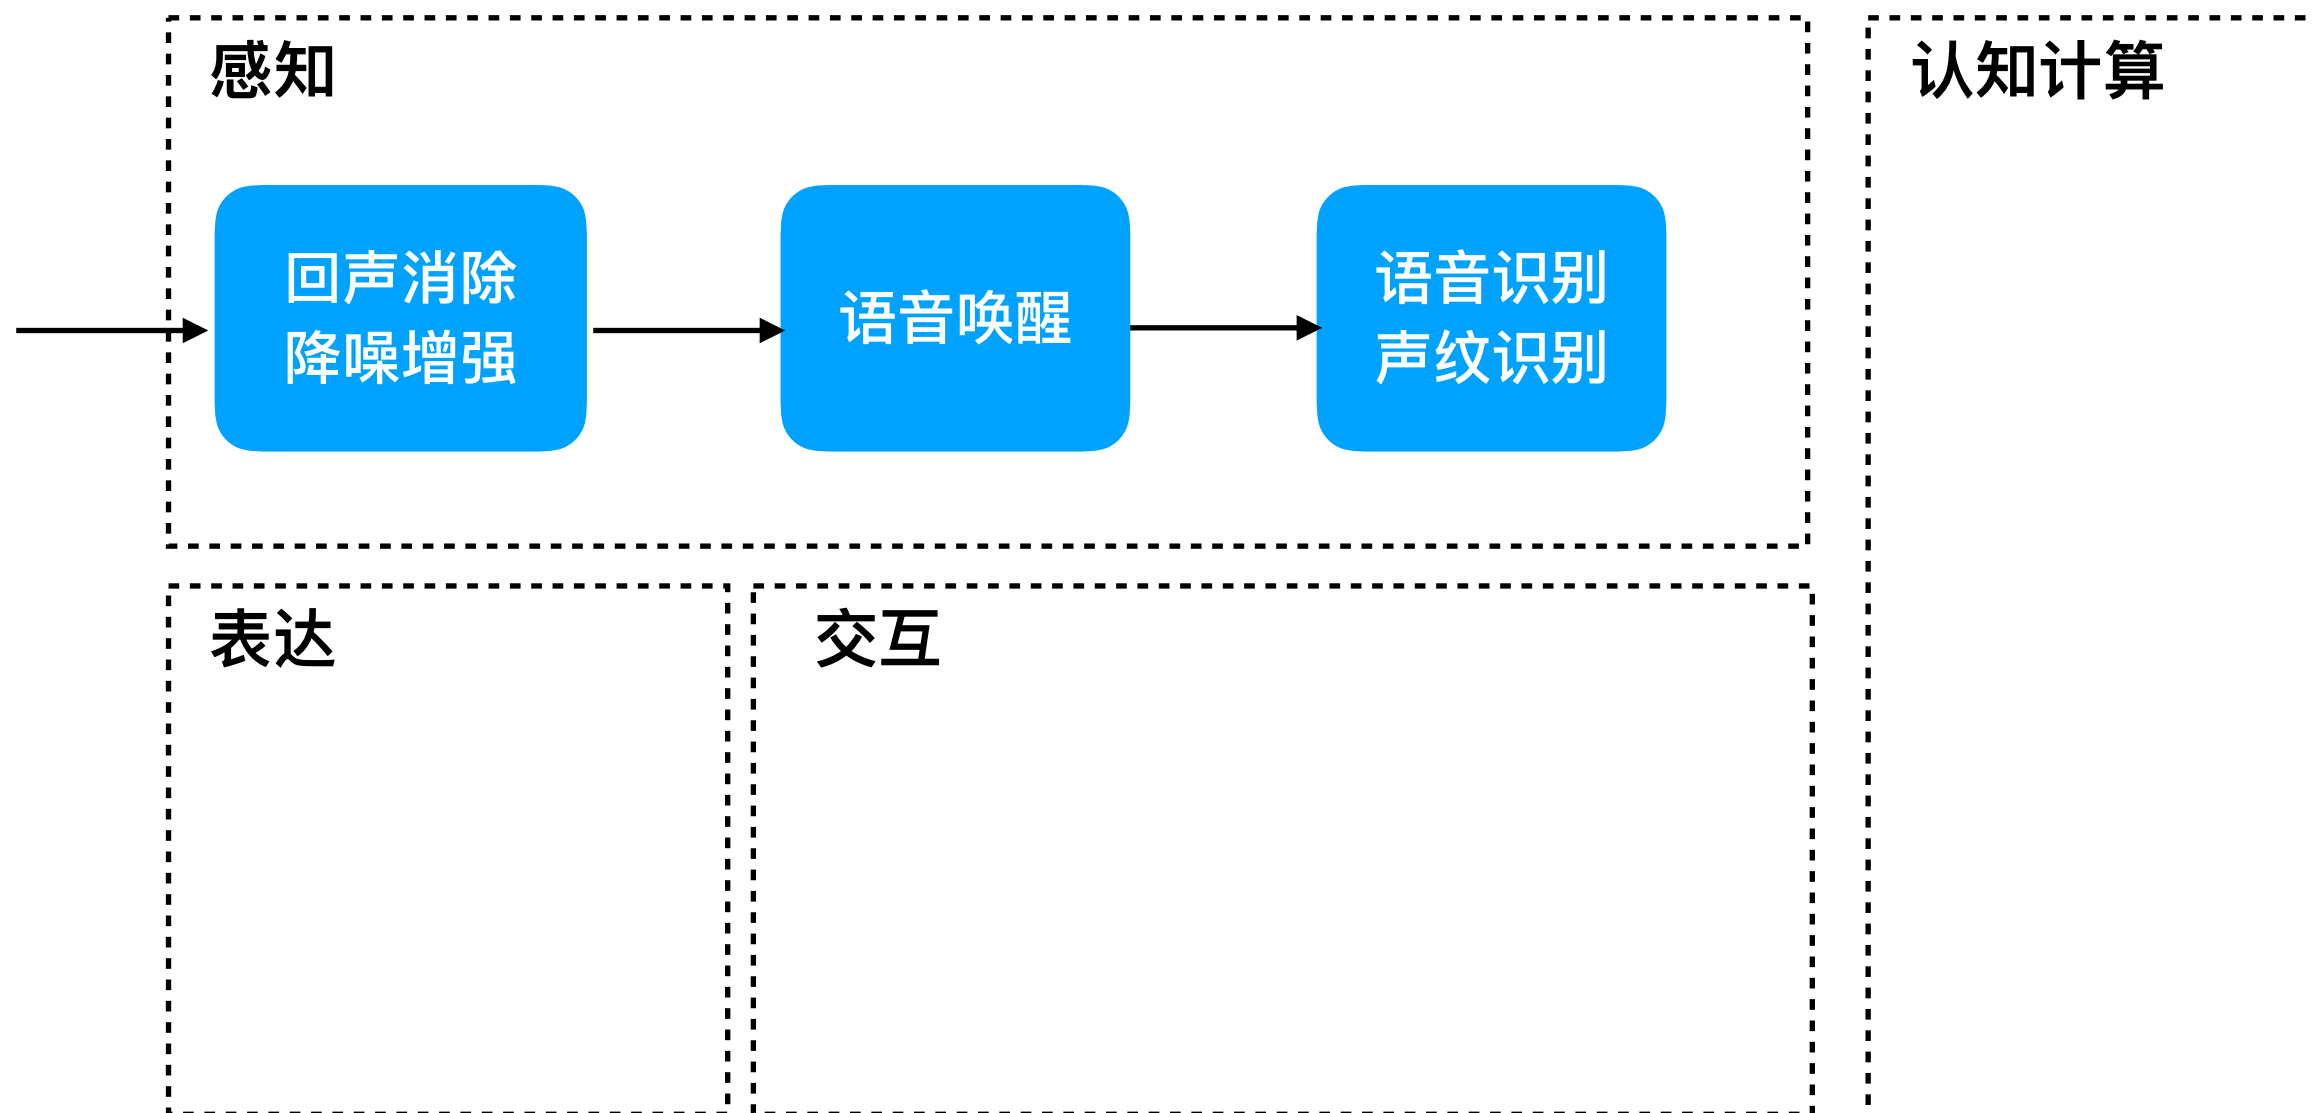 感知
认知计算
回声消除
降噪增强
语音唤醒
语音识别
声纹识别
表达
交互